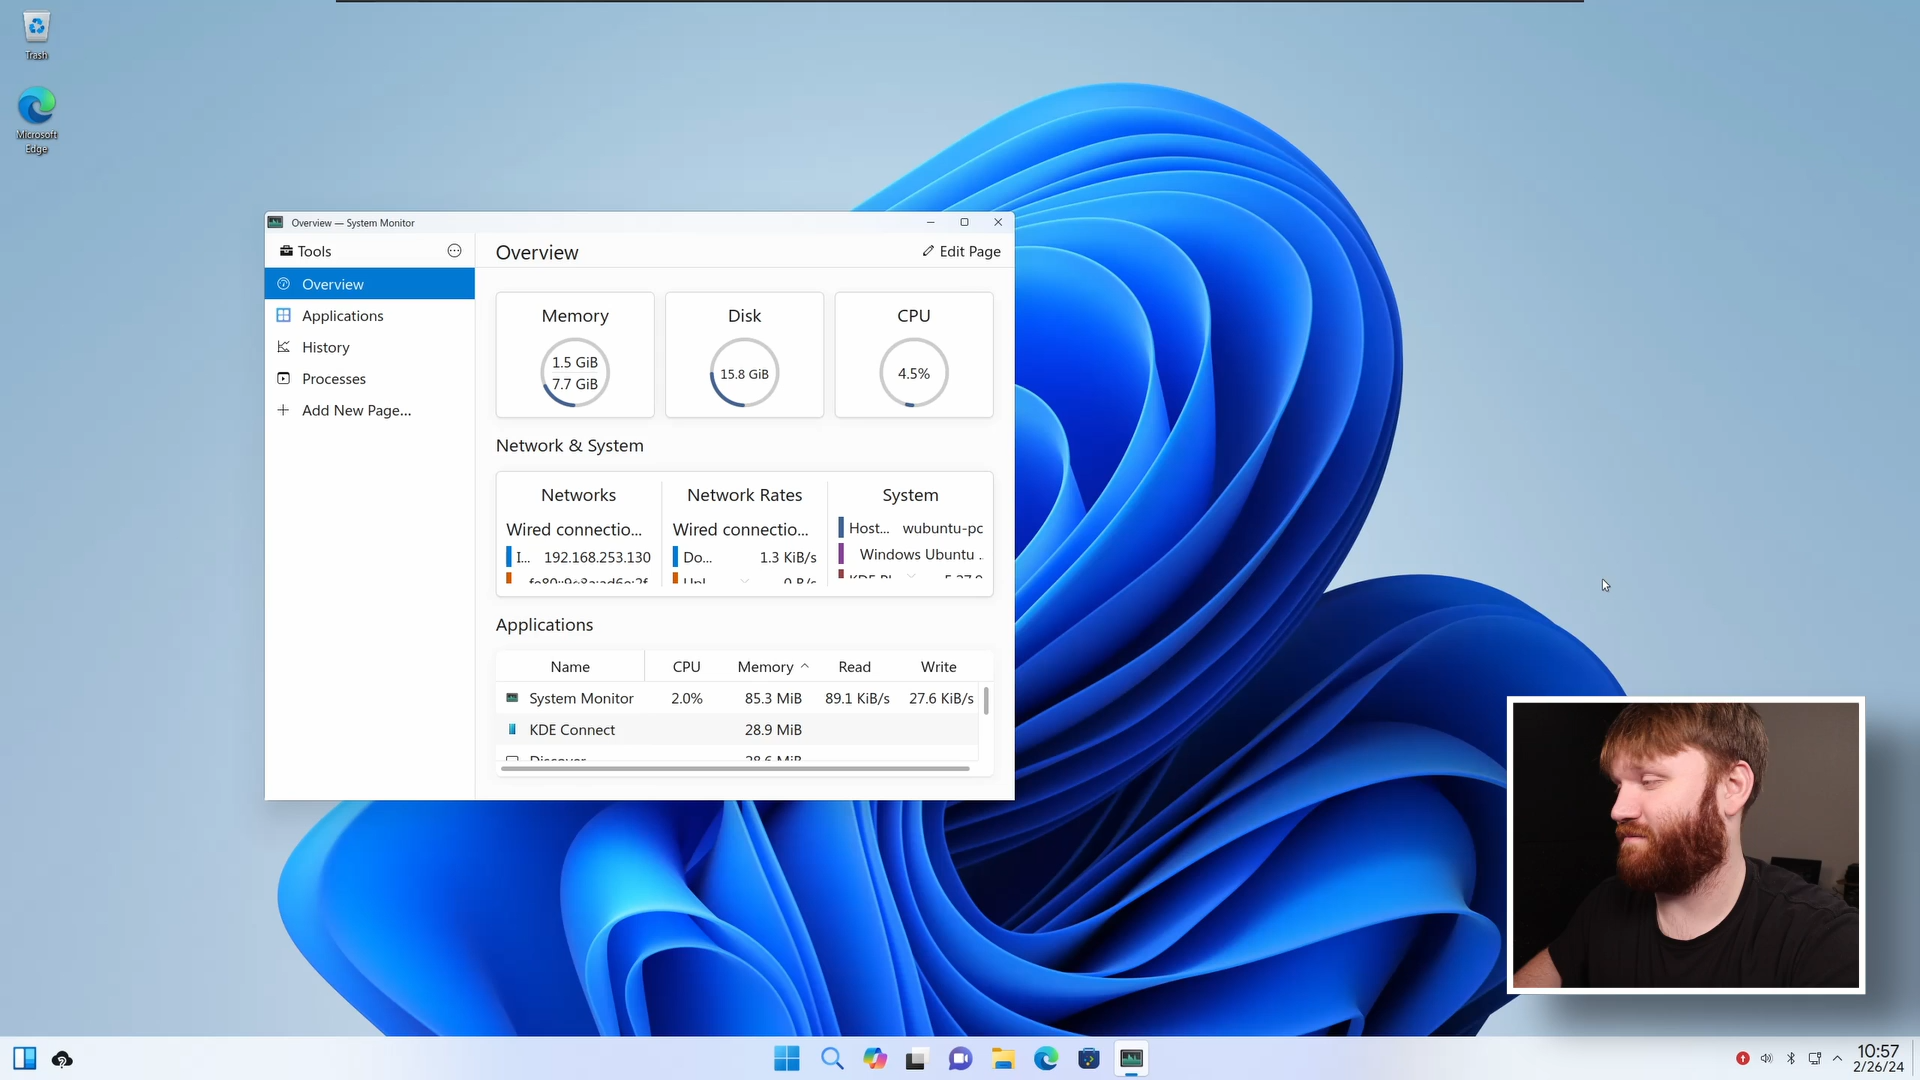 Trash
Microsoft
Edge
Overview — System Monitor
Tools
Overview
Edit Page
Overview
Applications
History
Processes
Add New Page...
Memory
1.5 GiB
7.7 GiB
Disk
15.8 GiB
CPU
4.5%
Network & System
Networks
Wired connectio...
I... 192.168.253.130
Network Rates
Wired connectio...
Do... 1.3 KiB/s
System
Host... wubuntu-pc
Windows Ubuntu ..
Applications
Name CPU Memory Read Write
System Monitor 2.0% 85.3 MiB 89.1 KiB/s 27.6 KiB/s
KDE Connect 28.9 MiB
Discover 28.6 MiB
10:57
2/26/24